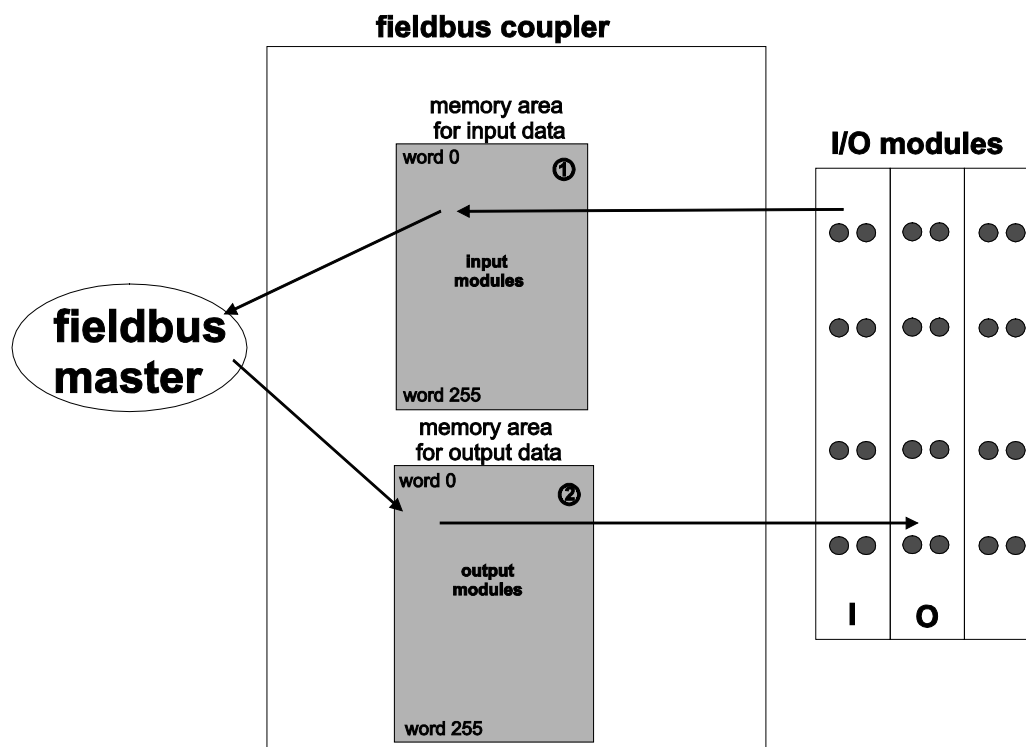 fieldbus coupler
memory area
for input data
word 0
①
input
modules
word 255
I/O modules
fieldbus
master
memory area
for output data
word 0
②
output
modules
word 255
I
O